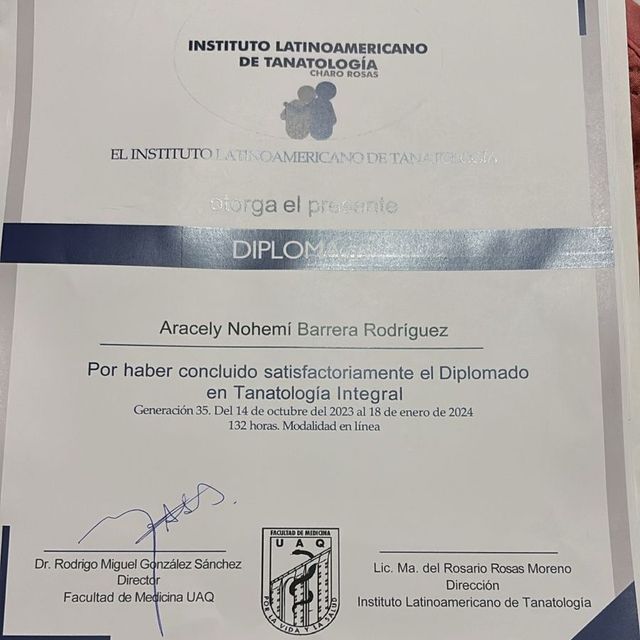 INSTITUTO LATINOAMERICANO
DE TANATOLOGÍA
CHARO ROSAS
EL INSTITUTO LATINOAMERICANO DE TANATOLOGÍA
otorga el presente
DIPLOMA
Aracely Nohemí Barrera Rodríguez
Por haber concluido satisfactoriamente el Diplomado
en Tanatología Integral
Generación 35. Del 14 de octubre del 2023 al 18 de enero de 2024
132 horas. Modalidad en línea
Dr. Rodrigo Miguel González Sánchez
Director
Facultad de Medicina UAQ
FACULTAD DE MEDICINA
UAQ
POR LA VIDA Y LA SALUD
Lic. Ma. del Rosario Rosas Moreno
Dirección
Instituto Latinoamericano de Tanatología